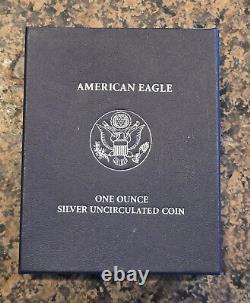 AMERICAN EAGLE
ONE OUNCE
SILVER UNCIRCULATED COIN